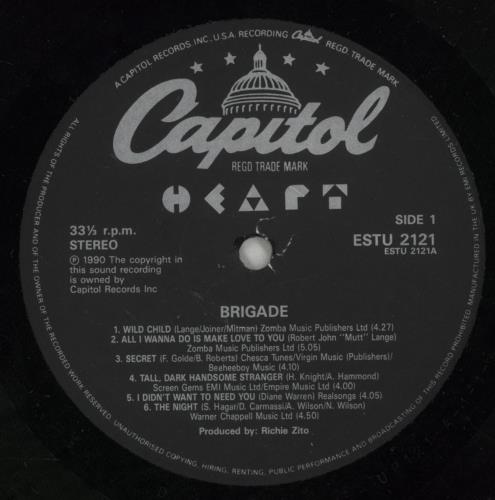 A CAPITOL RECORDS, INC., U.S.A. RECORDING Capitol REGD. TRADE MARK
Capitol
REGD TRADE MARK
HEART
33⅓ r.p.m.
STEREO
SIDE 1
ESTU 2121
ESTU 2121A
Ⓟ 1990 The copyright in
this sound recording
is owned by
Capitol Records Inc
BRIGADE
1. WILD CHILD (Lange/Joiner/Mitman) Zomba Music Publishers Ltd (4.27)
2. ALL I WANNA DO IS MAKE LOVE TO YOU (Robert John "Mutt" Lange)
Zomba Music Publishers Ltd (5.05)
3. SECRET (F. Golde/B. Roberts) Chesca Tunes/Virgin Music (Publishers)/
Beeheeboy Music (4.10)
4. TALL, DARK HANDSOME STRANGER (H. Knight/A. Hammond)
Screen Gems EMI Music Ltd/Empire Music Ltd (4.00)
5. I DIDN'T WANT TO NEED YOU (Diane Warren) Realsongs (4.05)
6. THE NIGHT (S. Hagar/D. Carmassi/A. Wilson/N. Wilson)
Warner Chappell Music Ltd (4.50)
Produced by: Richie Zito
ALL RIGHTS OF THE PRODUCER AND OF THE OWNER OF THE RECORDED WORK RESERVED. UNAUTHORISED COPYING, HIRING, RENTING, PUBLIC PERFORMANCE AND BROADCASTING OF THIS RECORD PROHIBITED. MANUFACTURED IN THE U.K. BY EMI RECORDS LIMITED